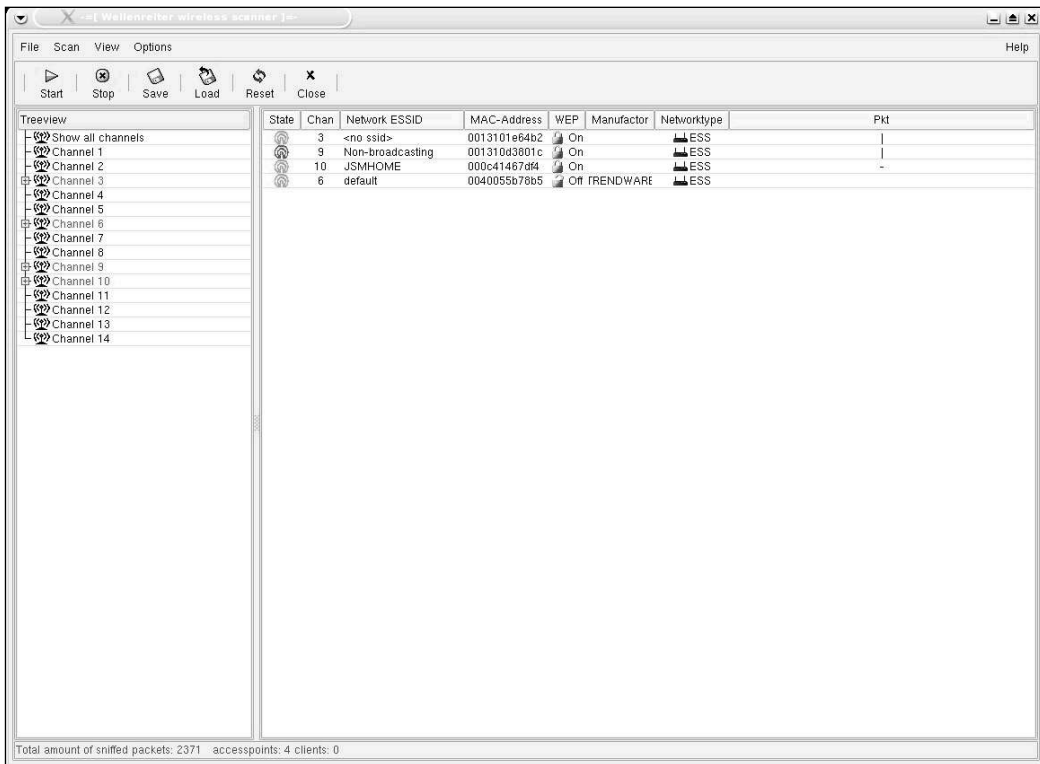 -=[ Wellenreiter wireless scanner ]=-
File Scan View Options Help
Start Stop Save Load Reset Close
Treeview
Show all channels
Channel 1
Channel 2
Channel 3
Channel 4
Channel 5
Channel 6
Channel 7
Channel 8
Channel 9
Channel 10
Channel 11
Channel 12
Channel 13
Channel 14
State Chan Network ESSID MAC-Address WEP Manufactor Networktype Pkt
3 <no ssid> 0013101e64b2 On ESS |
9 Non-broadcasting 001310d3801c On ESS |
10 JSMHOME 000c41467df4 On ESS -
6 default 0040055b78b5 Off TRENDWARE ESS
Total amount of sniffed packets: 2371 accesspoints: 4 clients: 0